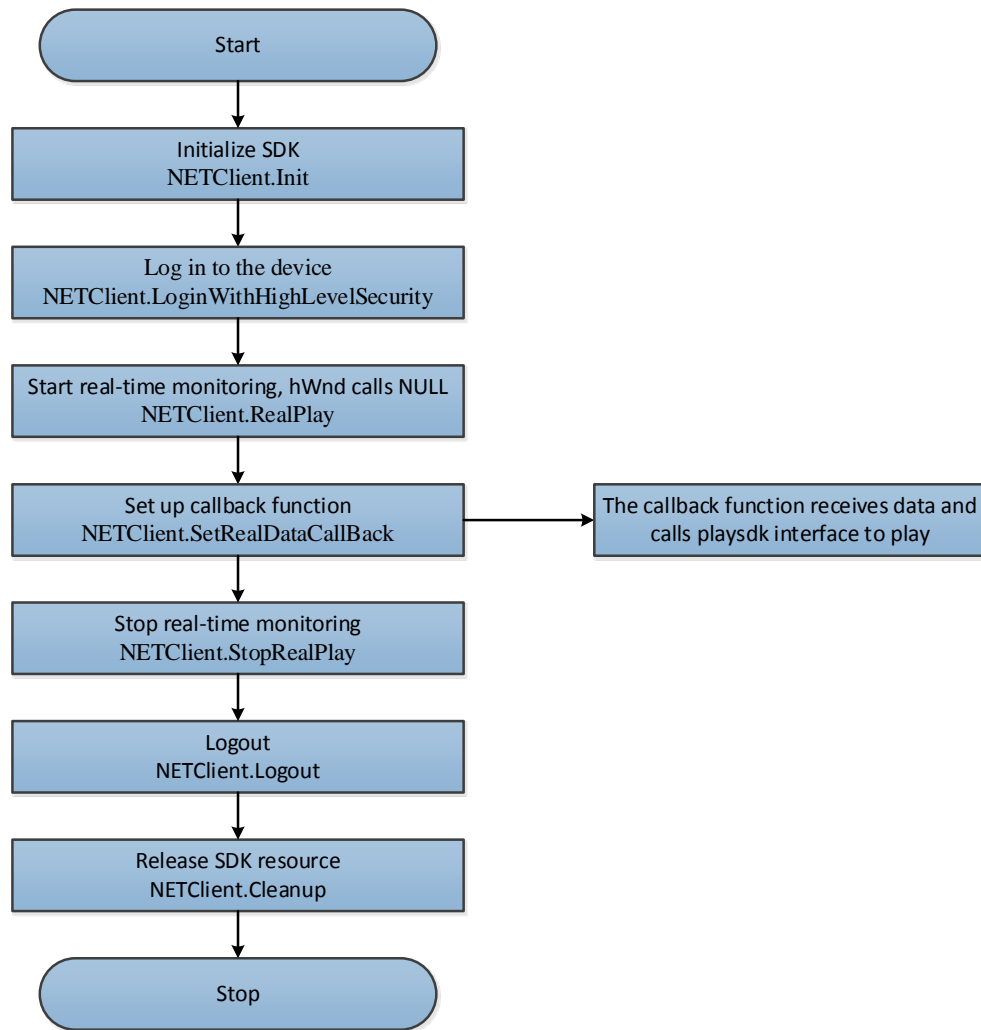 Start
Initialize SDK
NETClient.Init
Log in to the device
NETClient.LoginWithHighLevelSecurity
Start real-time monitoring, hWnd calls NULL
NETClient.RealPlay
Set up callback function
NETClient.SetRealDataCallBack
The callback function receives data and
calls playsdk interface to play
Stop real-time monitoring
NETClient.StopRealPlay
Logout
NETClient.Logout
Release SDK resource
NETClient.Cleanup
Stop